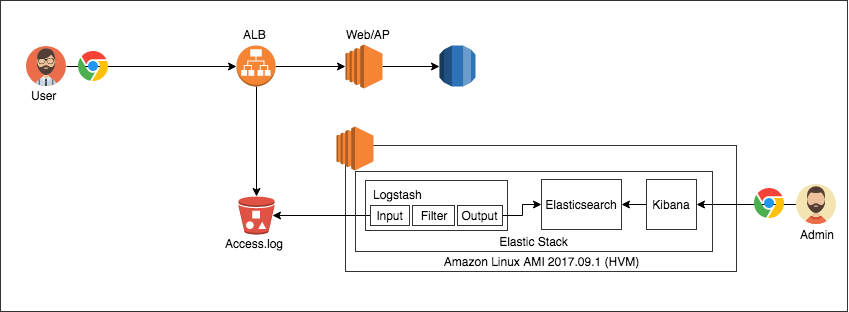 ALB
Web/AP
User
Logstash
Input
Filter
Output
Elasticsearch
Kibana
Access.log
Elastic Stack
Admin
Amazon Linux AMI 2017.09.1 (HVM)